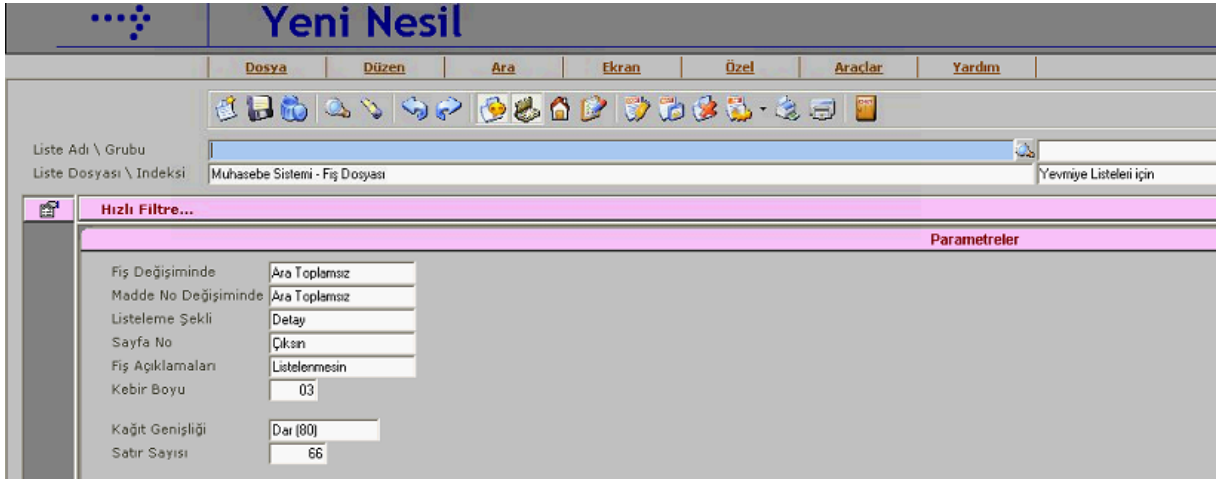 Yeni Nesil
Dosya Düzen Ara Ekran Özel Araçlar Yardım
Liste Adı \ Grubu
Liste Dosyası \ Indeksi Muhasebe Sistemi - Fiş Dosyası Yevmiye Listeleri için
Hızlı Filtre...
Parametreler
Fiş Değişiminde Ara Toplamsız
Madde No Değişiminde Ara Toplamsız
Listeleme Şekli Detay
Sayfa No Çıksın
Fiş Açıklamaları Listelenmesin
Kebir Boyu 03
Kağıt Genişliği Dar (80)
Satır Sayısı 66